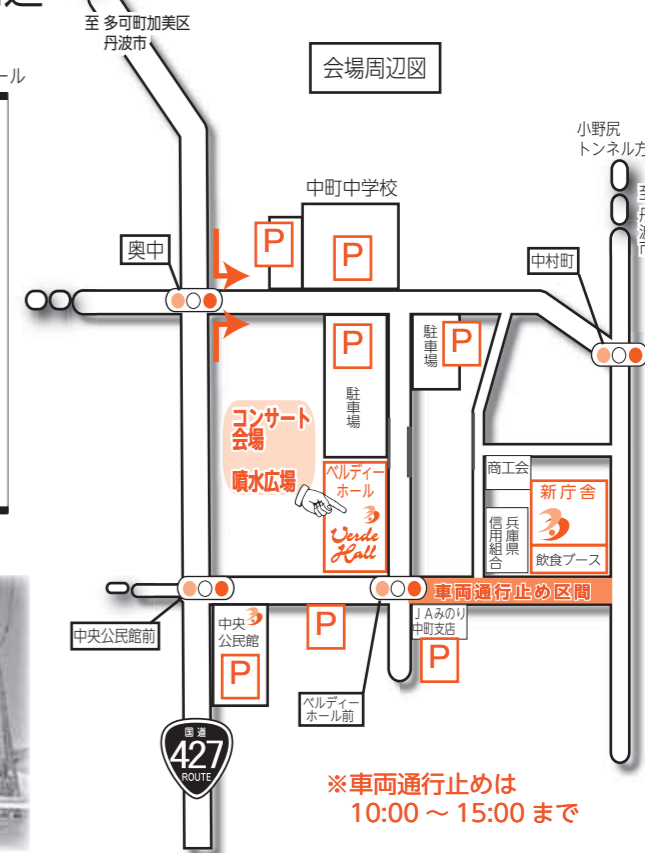 至 多可町加美区
丹波市
会場周辺図
ール
小野尻
トンネル方
中町中学校
P
P
奥中
中村町
P
駐車場
駐車場
P
コンサート
会場
噴水広場
ベルディー
ホール
Verde
Hall
商工会
新庁舎
兵庫県
信用組合
飲食ブース
車両通行止め区間
中央公民館前
中央
公民館
P
P
JAみのり
中町支店
P
ベルディー
ホール前
国道
427
ROUTE
※車両通行止めは
10:00 ~ 15:00 まで